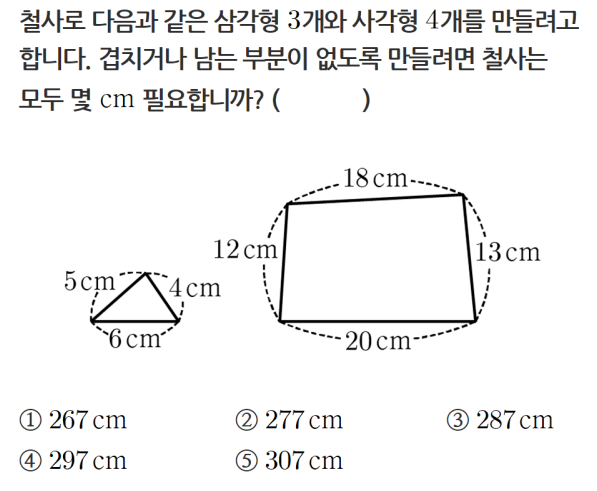 철사로 다음과 같은 삼각형 3개와 사각형 4개를 만들려고
합니다. 겹치거나 남는 부분이 없도록 만들려면 철사는
모두 몇 cm 필요합니까? (          )
18 cm
12 cm
13 cm
5 cm
4 cm
6 cm
20 cm
① 267 cm ② 277 cm ③ 287 cm
④ 297 cm ⑤ 307 cm